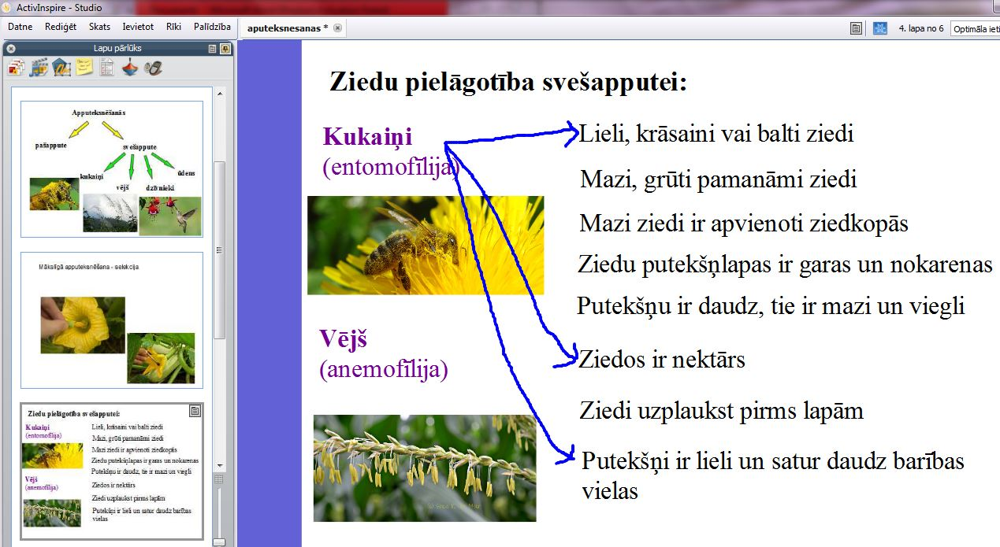 ActivInspire - Studio
Datne Rediģēt Skats Ievietot Rīki Palīdzība
aputeksnesanas *
4. lapa no 6
Optimāla ieti
Lapu pārlūks
Apputeksnēšanās
pašappute
svešappute
kukaiņi
vējš
dzīvnieki
ūdens
Mākslīgā apputeksnēšana - selekcija
Ziedu pielāgotība svešapputei:
Kukaiņi
(entomofīlija)
Lieli, krāsaini vai balti ziedi
Mazi, grūti pamanāmi ziedi
Mazi ziedi ir apvienoti ziedkopās
Ziedu putekšņlapas ir garas un nokarenas
Putekšņu ir daudz, tie ir mazi un viegli
Vējš
(anemofīlija)
Ziedos ir nektārs
Ziedi uzplaukst pirms lapām
Putekšņi ir lieli un satur daudz barības
vielas
Ziedu pielāgotība svešapputei:
Kukaiņi
(entomofīlija)
Lieli, krāsaini vai balti ziedi
Mazi, grūti pamanāmi ziedi
Mazi ziedi ir apvienoti ziedkopās
Ziedu putekšņlapas ir garas un nokarenas
Putekšņu ir daudz, tie ir mazi un viegli
Vējš
(anemofīlija)
Ziedos ir nektārs
Ziedi uzplaukst pirms lapām
Putekšņi ir lieli un satur daudz barības
vielas